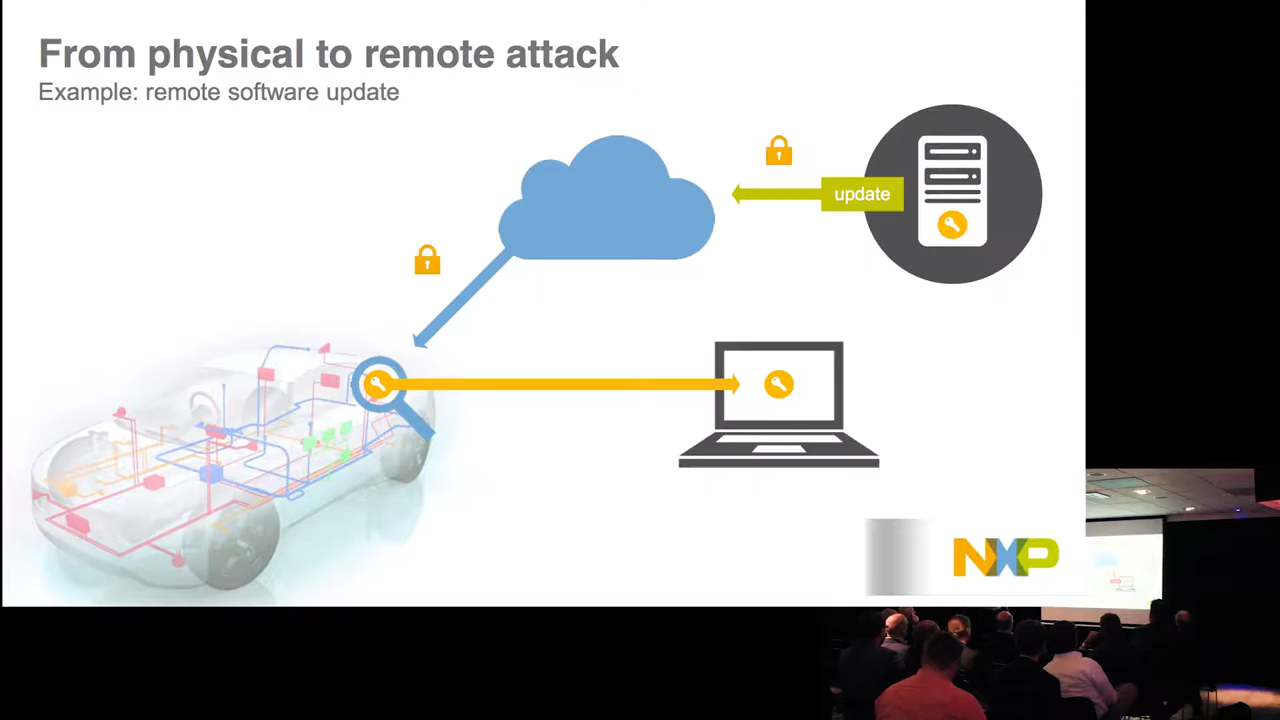 From physical to remote attack
Example: remote software update
update
NXP